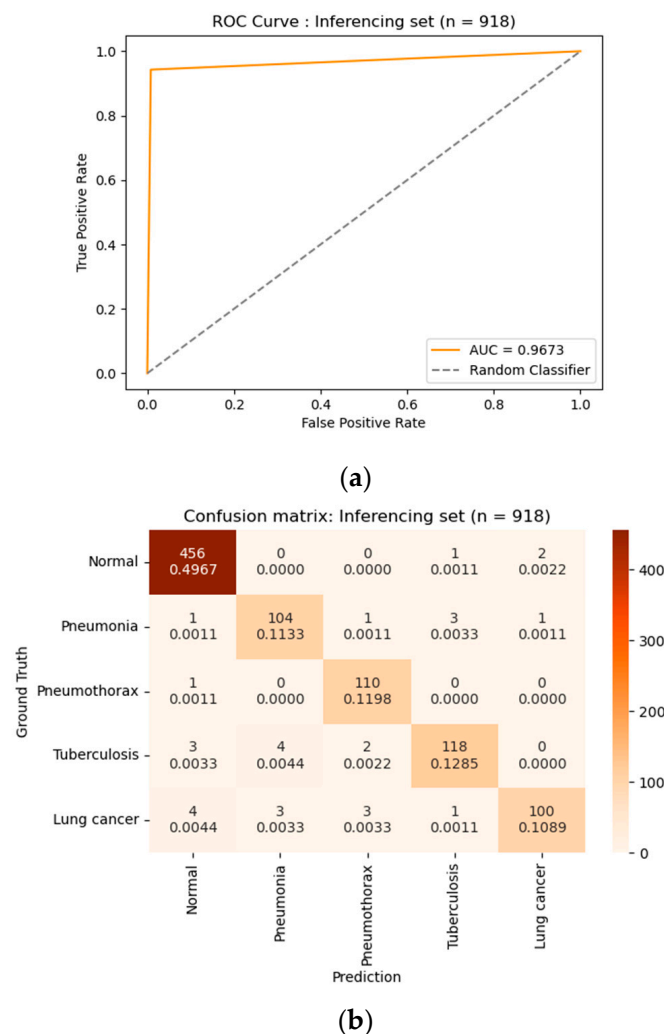 ROC Curve : Inferencing set (n = 918)
1.0
0.8
0.6
0.4
0.2
0.0
True Positive Rate
AUC = 0.9673
Random Classifier
0.0 0.2 0.4 0.6 0.8 1.0
False Positive Rate
(a)
Confusion matrix: Inferencing set (n = 918)
Normal 456 0 0 1 2
0.4967 0.0000 0.0000 0.0011 0.0022
Pneumonia 1 104 1 3 1
0.0011 0.1133 0.0011 0.0033 0.0011
Pneumothorax 1 0 110 0 0
0.0011 0.0000 0.1198 0.0000 0.0000
Tuberculosis 3 4 2 118 0
0.0033 0.0044 0.0022 0.1285 0.0000
Lung cancer 4 3 3 1 100
0.0044 0.0033 0.0033 0.0011 0.1089
Ground Truth
Normal Pneumonia Pneumothorax Tuberculosis Lung cancer
Prediction
400
300
200
100
0
(b)